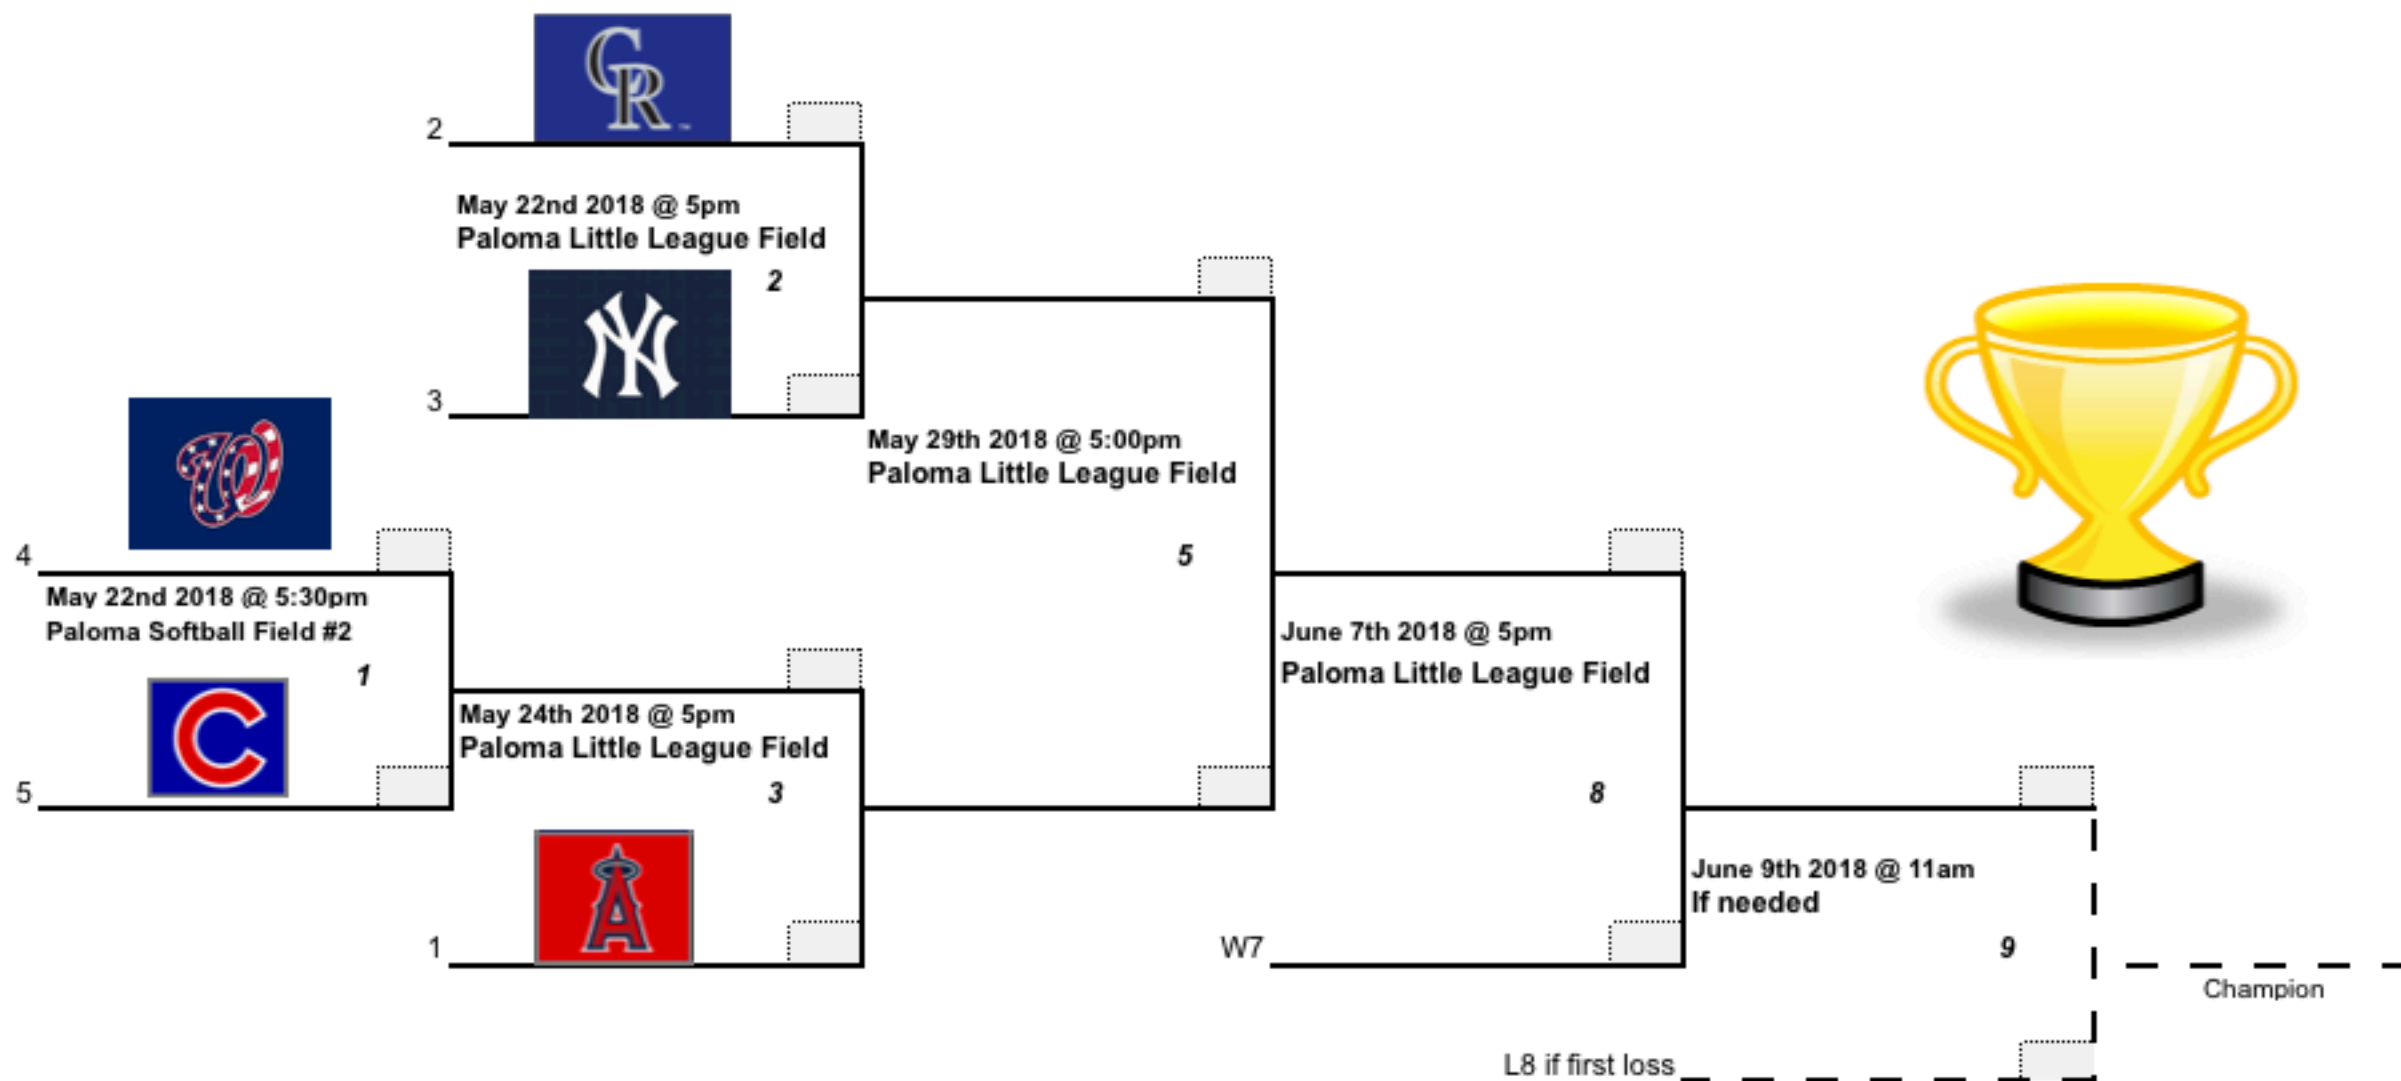 CR
2
May 22nd 2018 @ 5pm
Paloma Little League Field
2
NY
3
May 29th 2018 @ 5:00pm
Paloma Little League Field
5
W
4
May 22nd 2018 @ 5:30pm
Paloma Softball Field #2
1
C
5
May 24th 2018 @ 5pm
Paloma Little League Field
3
A
1
June 7th 2018 @ 5pm
Paloma Little League Field
8
W7
June 9th 2018 @ 11am
If needed
9
Champion
L8 if first loss